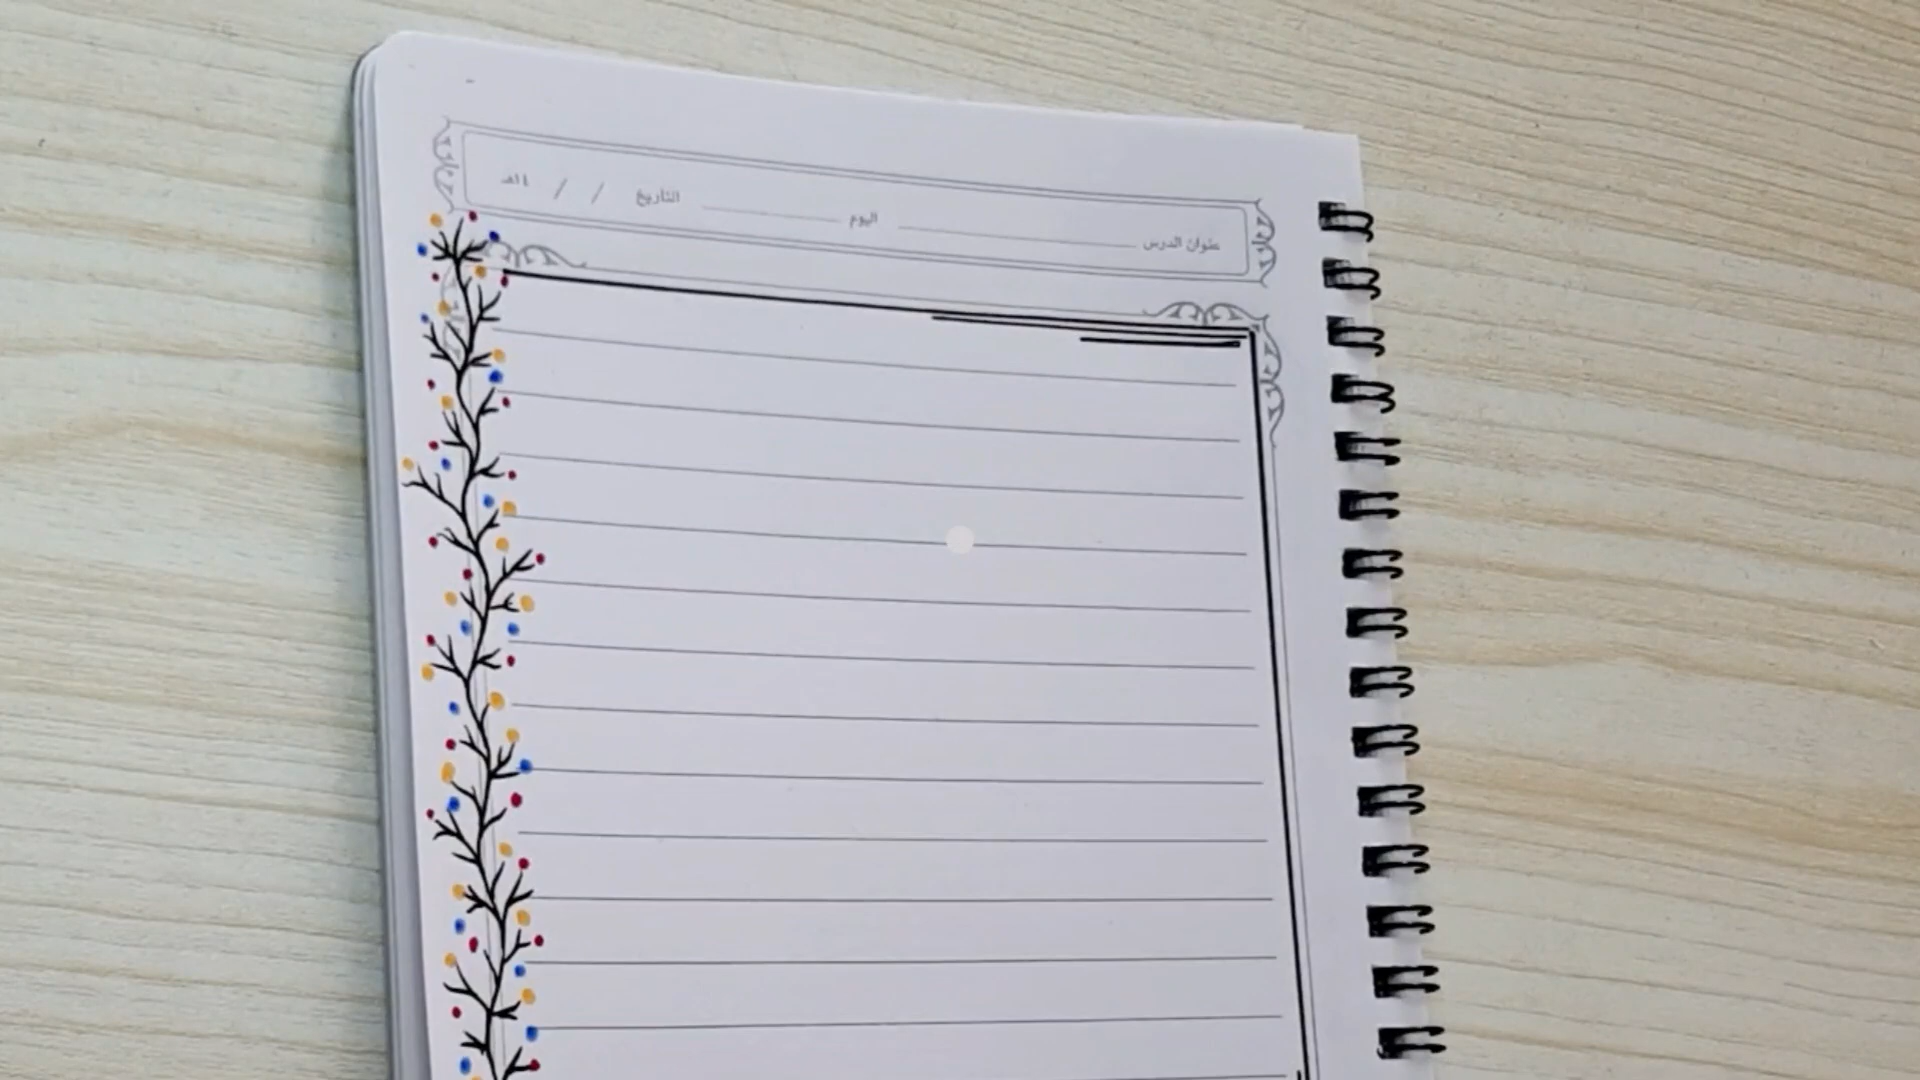 عنوان الدرس اليوم التاريخ / / ١٤هـ